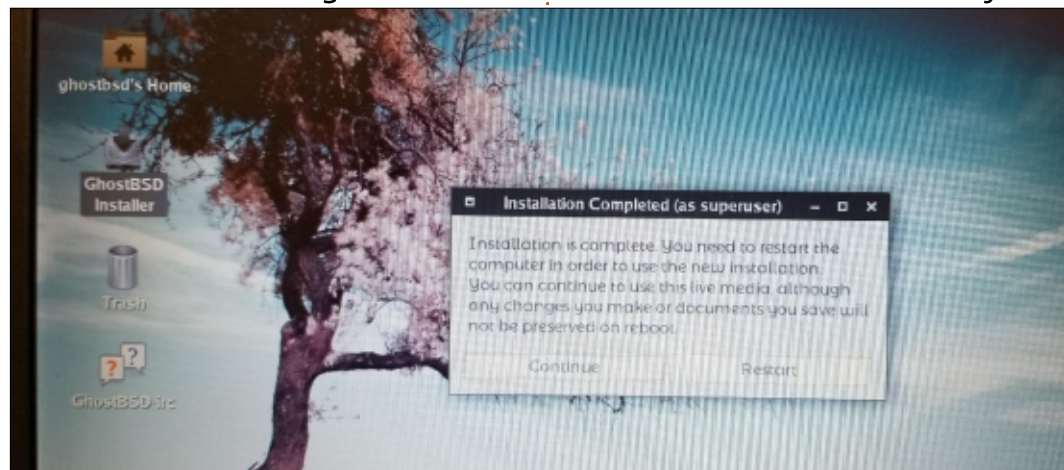 ghostbsd's Home
GhostBSD
Installer
Trash
GhostBSD irc
Installation Completed (as superuser)
Installation is complete. You need to restart the
computer in order to use the new installation.
You can continue to use this live media, although
any changes you make or documents you save will
not be preserved on reboot.
Continue
Restart